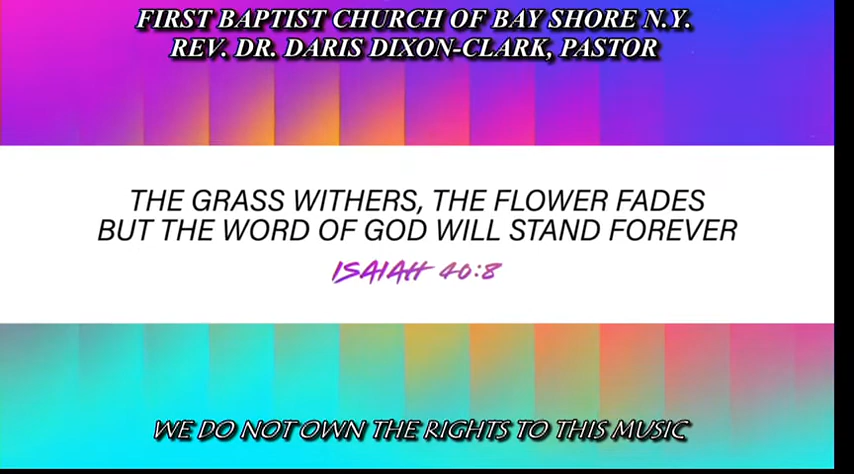 FIRST BAPTIST CHURCH OF BAY SHORE N.Y.
REV. DR. DARIS DIXON-CLARK, PASTOR
THE GRASS WITHERS, THE FLOWER FADES
BUT THE WORD OF GOD WILL STAND FOREVER
ISAIAH 40:8
WE DO NOT OWN THE RIGHTS TO THIS MUSIC